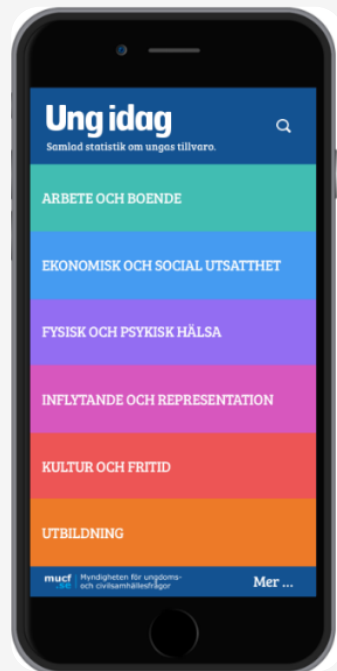 Ung idag
Samlad statistik om ungas tillvaro.
ARBETE OCH BOENDE
EKONOMISK OCH SOCIAL UTSATTHET
FYSISK OCH PSYKISK HÄLSA
INFLYTANDE OCH REPRESENTATION
KULTUR OCH FRITID
UTBILDNING
mucf Myndigheten för ungdoms-
.se och civilsamhällesfrågor
Mer ...